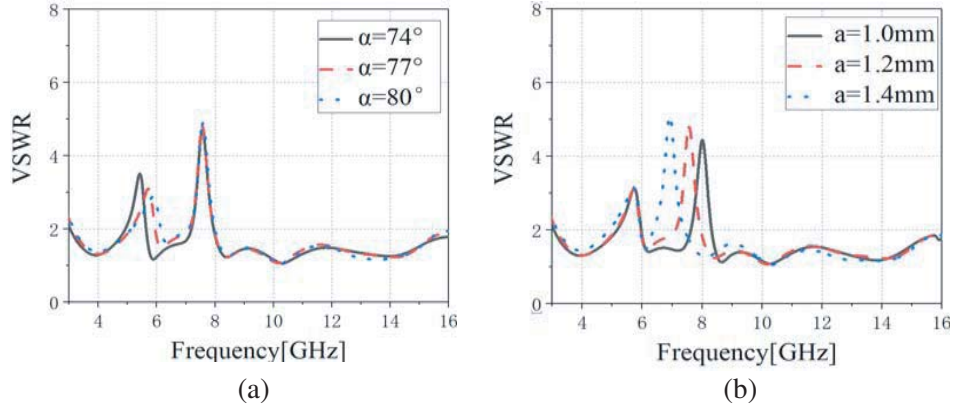 8
6
4
2
0
VSWR
α=74°
α=77°
α=80°
4 6 8 10 12 14 16
Frequency[GHz]
(a)
8
6
4
2
0
VSWR
a=1.0mm
a=1.2mm
a=1.4mm
4 6 8 10 12 14 16
Frequency[GHz]
(b)